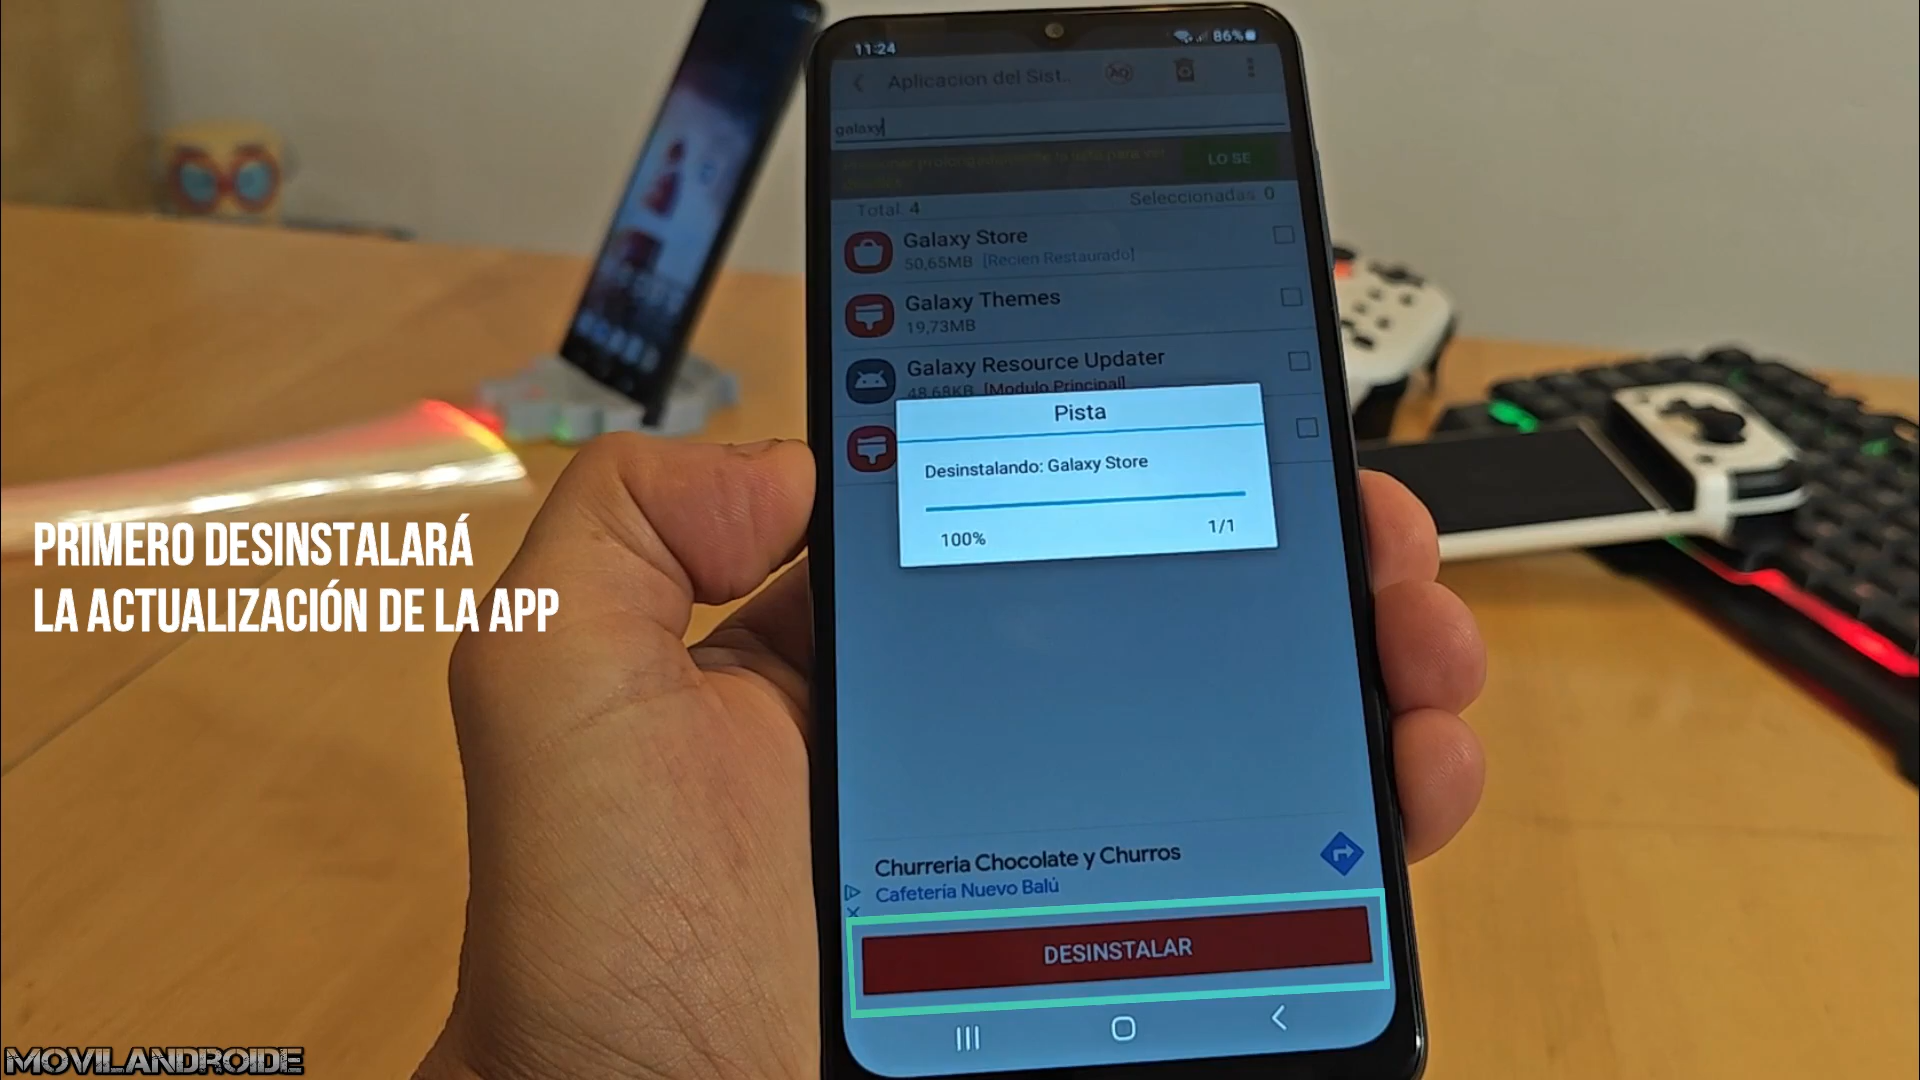 11:24
86%
Aplicacion del Sist..
galaxy
LO SE
Total: 4
Seleccionadas 0
Galaxy Store
50,65MB [Recien Restaurado]
Galaxy Themes
19,73MB
Galaxy Resource Updater
48,68KB [Modulo Principal]
Pista
Desinstalando: Galaxy Store
100%
1/1
PRIMERO DESINSTALARÁ
LA ACTUALIZACIÓN DE LA APP
Churreria Chocolate y Churros
Cafetería Nuevo Balú
DESINSTALAR
MOVILANDROIDE